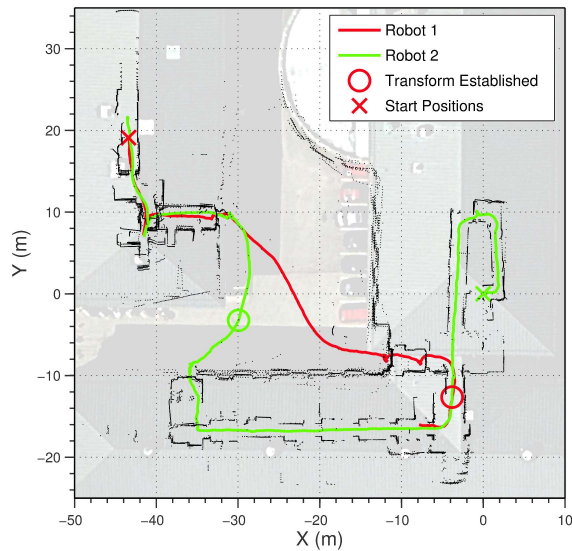 Robot 1
Robot 2
Transform Established
Start Positions
30
20
10
0
−10
−20
Y (m)
−50 −40 −30 −20 −10 0 10
X (m)